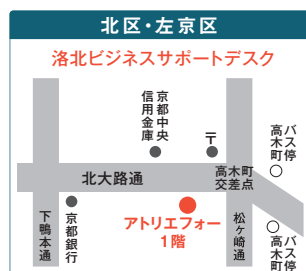 北区・左京区
洛北ビジネスサポートデスク
京都中央
信用金庫
〒
高木町
バス停
北大路通
高木町
交差点
下鴨本通
京都銀行
アトリエフォー
1階
松ヶ崎通
高木町
バス停